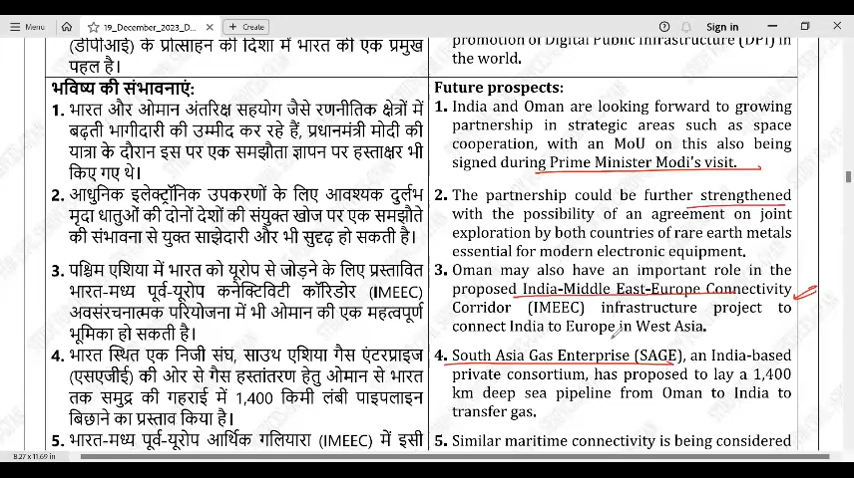 Menu
19_December_2023_D...
Create
Sign in
(डीपीआई) के प्रोत्साहन की दिशा में भारत की एक प्रमुख
पहल है।
promotion of Digital Public Infrastructure (DPI) in
the world.
भविष्य की संभावनाएं:
1. भारत और ओमान अंतरिक्ष सहयोग जैसे रणनीतिक क्षेत्रों में
बढ़ती भागीदारी की उम्मीद कर रहे हैं, प्रधानमंत्री मोदी की
यात्रा के दौरान इस पर एक समझौता ज्ञापन पर हस्ताक्षर भी
किए गए थे।
2. आधुनिक इलेक्ट्रॉनिक उपकरणों के लिए आवश्यक दुर्लभ
मृदा धातुओं की दोनों देशों की संयुक्त खोज पर एक समझौते
की संभावना से युक्त साझेदारी और भी सुदृढ़ हो सकती है।
3. पश्चिम एशिया में भारत को यूरोप से जोड़ने के लिए प्रस्तावित
भारत-मध्य पूर्व-यूरोप कनेक्टिविटी कॉरिडोर (IMEEC)
अवसंरचनात्मक परियोजना में भी ओमान की एक महत्वपूर्ण
भूमिका हो सकती है।
4. भारत स्थित एक निजी संघ, साउथ एशिया गैस एंटरप्राइज
(एसएजीई) की ओर से गैस हस्तांतरण हेतु ओमान से भारत
तक समुद्र की गहराई में 1,400 किमी लंबी पाइपलाइन
बिछाने का प्रस्ताव किया है।
5. भारत-मध्य पूर्व-यूरोप आर्थिक गलियारा (IMEEC) में इसी
Future prospects:
1. India and Oman are looking forward to growing
partnership in strategic areas such as space
cooperation, with an MoU on this also being
signed during Prime Minister Modi's visit.
2. The partnership could be further strengthened
with the possibility of an agreement on joint
exploration by both countries of rare earth metals
essential for modern electronic equipment.
3. Oman may also have an important role in the
proposed India-Middle East-Europe Connectivity
Corridor (IMEEC) infrastructure project to
connect India to Europe in West Asia.
4. South Asia Gas Enterprise (SAGE), an India-based
private consortium, has proposed to lay a 1,400
km deep sea pipeline from Oman to India to
transfer gas.
5. Similar maritime connectivity is being considered
8.27 x 11.69 in